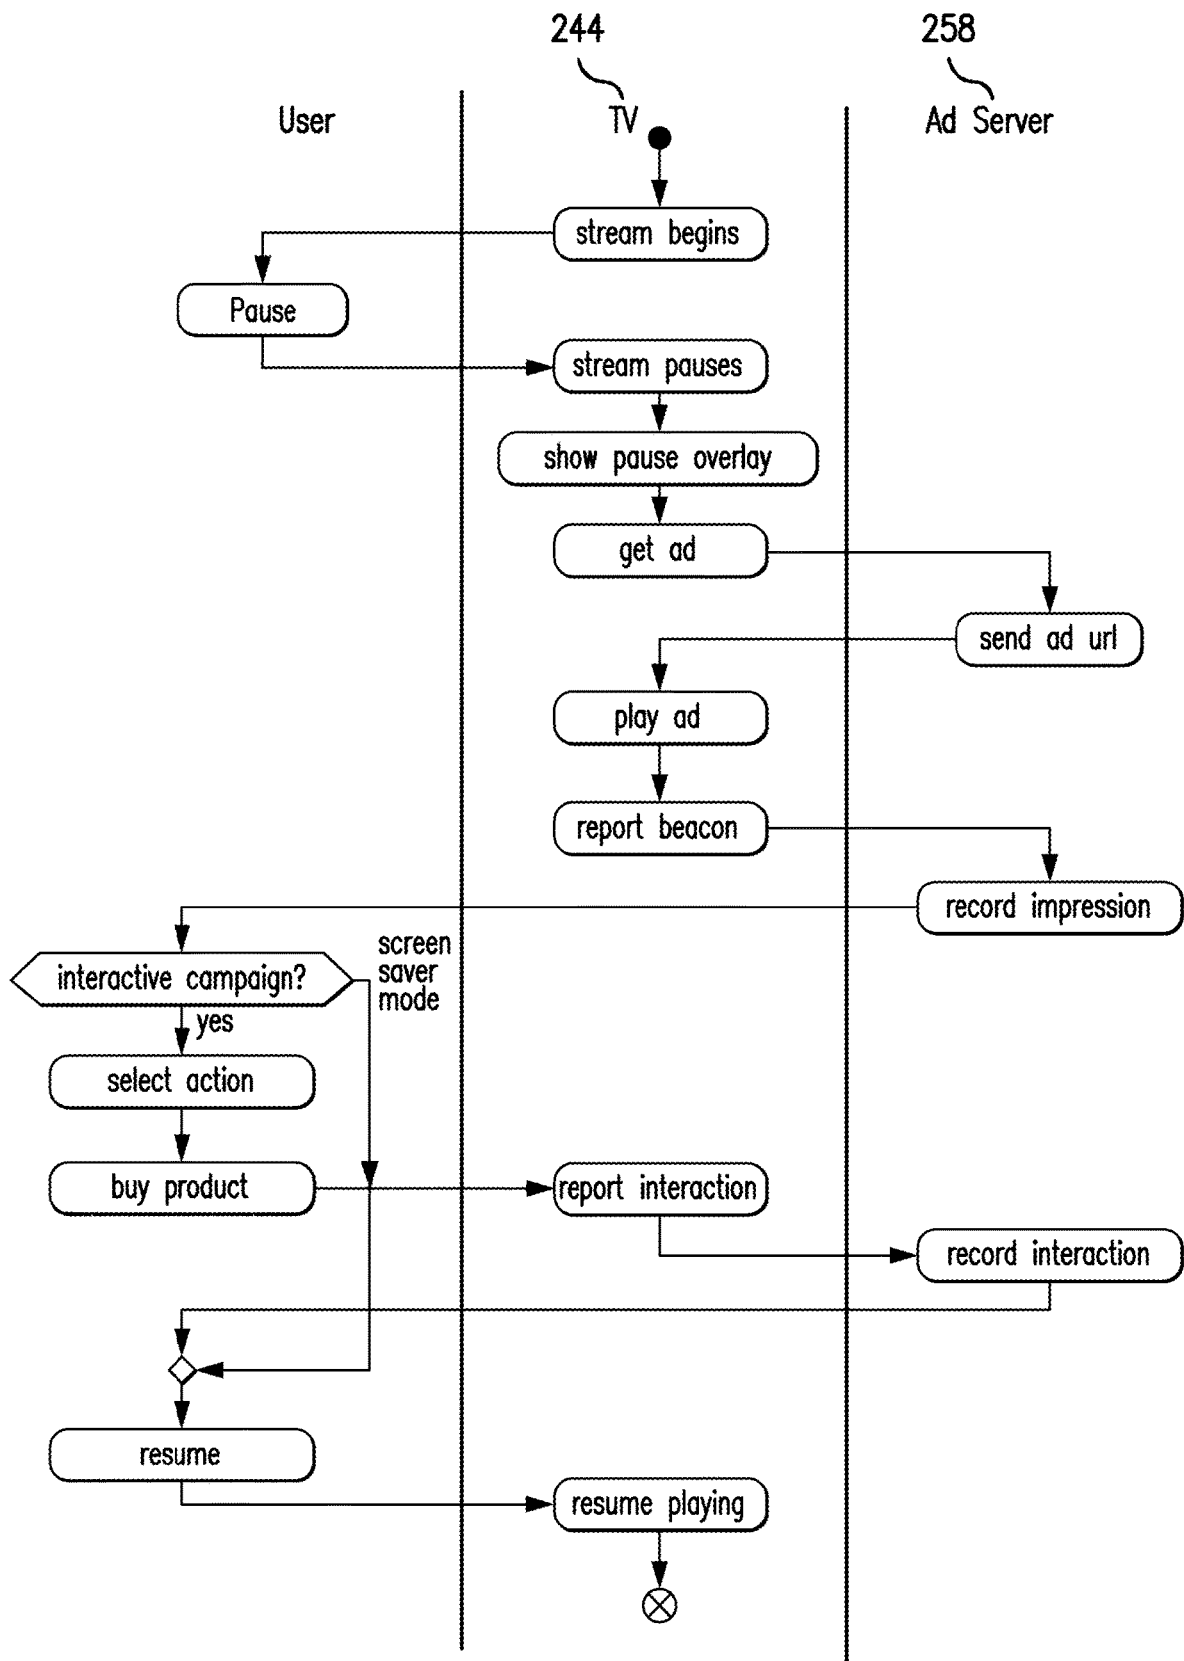 244
258
User
TV
Ad Server
stream begins
Pause
stream pauses
show pause overlay
get ad
send ad url
play ad
report beacon
record impression
interactive campaign?
screen
saver
mode
yes
select action
buy product
report interaction
record interaction
resume
resume playing